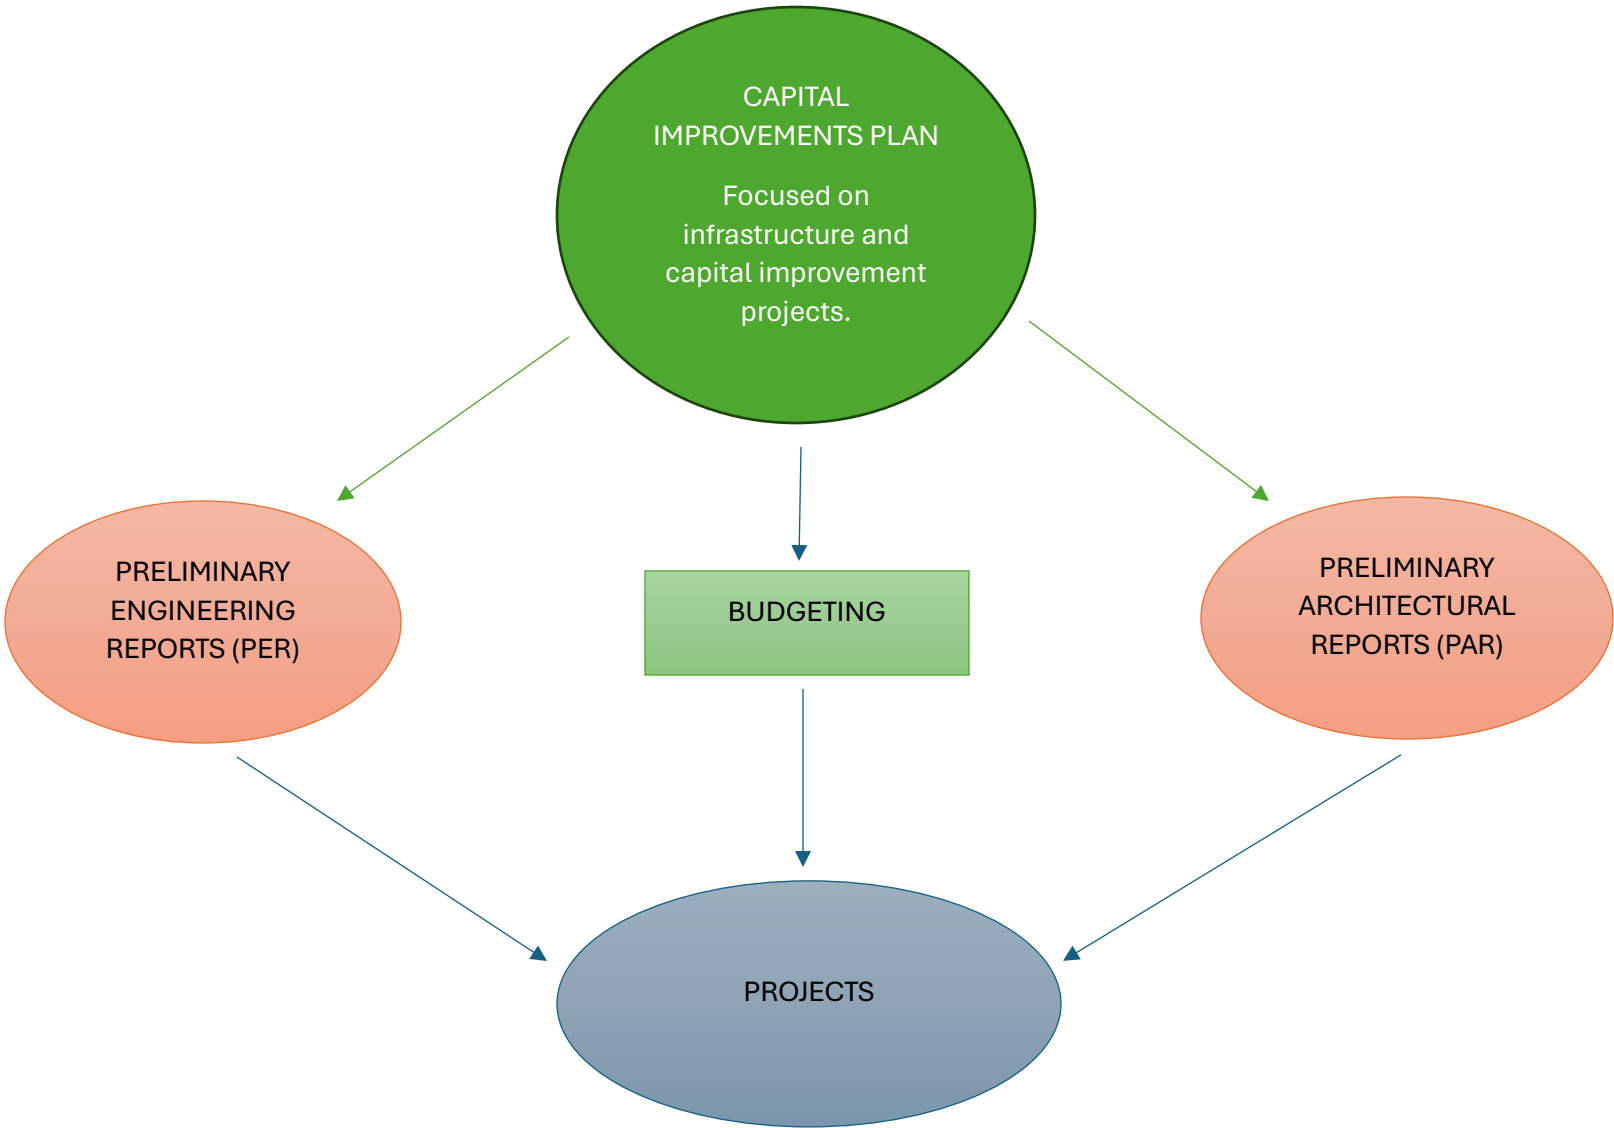 CAPITAL
IMPROVEMENTS PLAN
Focused on
infrastructure and
capital improvement
projects.
PRELIMINARY
ENGINEERING
REPORTS (PER)
BUDGETING
PRELIMINARY
ARCHITECTURAL
REPORTS (PAR)
PROJECTS